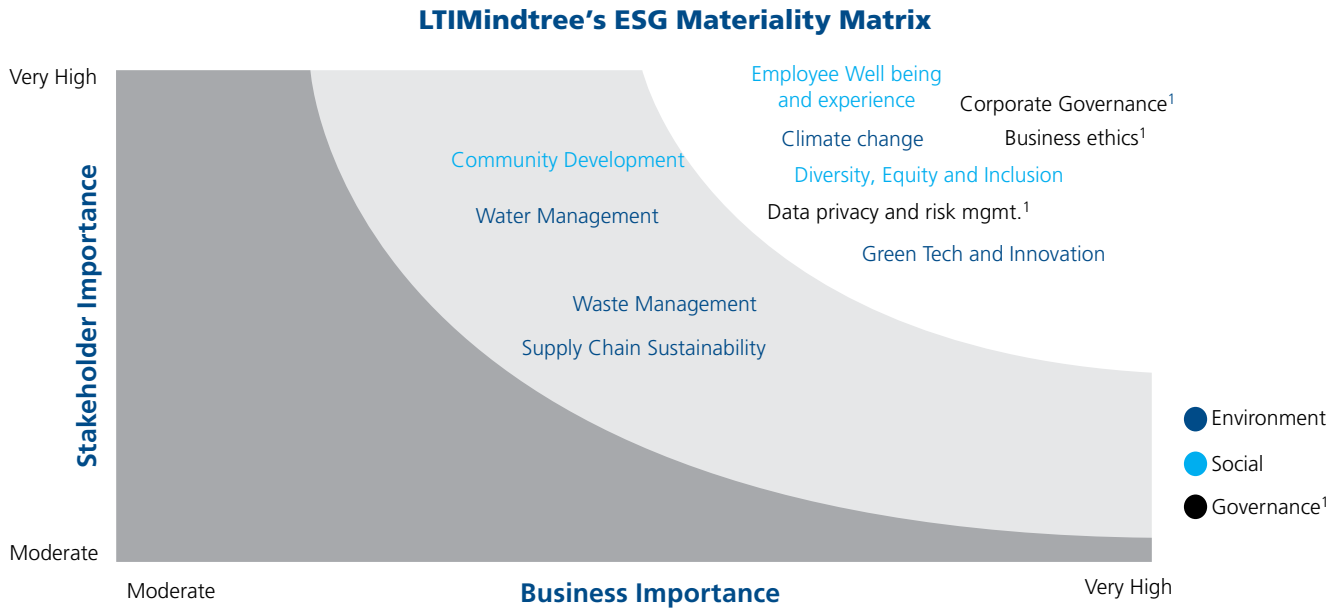 LTIMindtree's ESG Materiality Matrix
Very High
Stakeholder Importance
Moderate
Employee Well being
and experience
Corporate Governance¹
Climate change
Business ethics¹
Community Development
Diversity, Equity and Inclusion
Water Management
Data privacy and risk mgmt.¹
Green Tech and Innovation
Waste Management
Supply Chain Sustainability
Environment
Social
Governance¹
Moderate
Business Importance
Very High